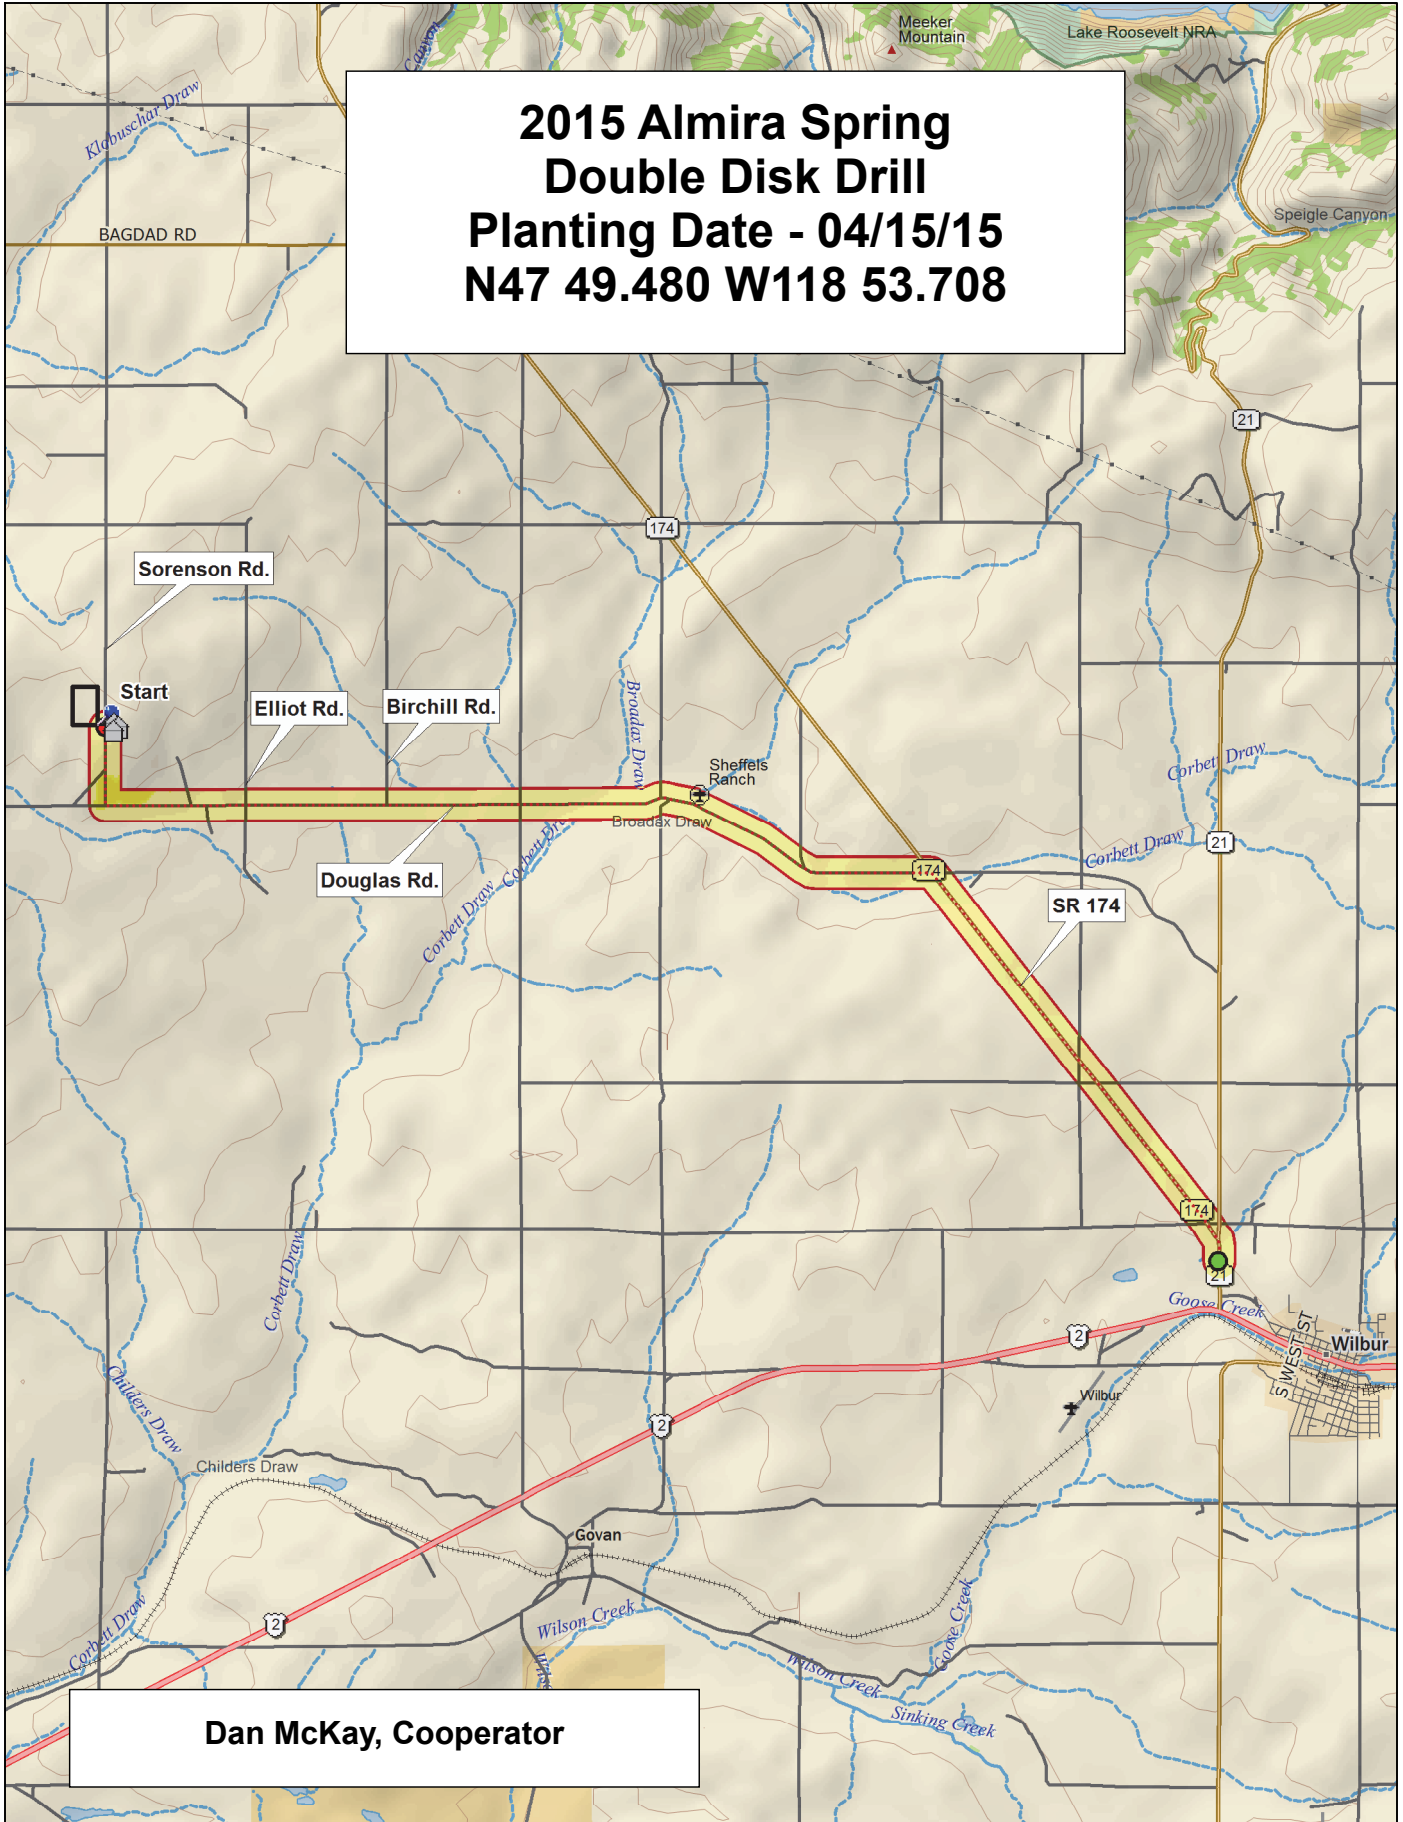 Canyon
Meeker
Mountain
Lake Roosevelt NRA
2015 Almira Spring
Double Disk Drill
Planting Date - 04/15/15
N47 49.480 W118 53.708
Klobuschar Draw
BAGDAD RD
Speigle Canyon
21
174
Sorenson Rd.
Start
Elliot Rd.
Birchill Rd.
Broadax Draw
Sheffels
Ranch
Corbett Draw
Broadax Draw
21
Corbett Draw
174
Corbett Dra
Douglas Rd.
Corbett Draw
SR 174
174
Corbett Draw
21
Goose Creek
2
S WEST ST
Wilbur
Childers Draw
Wilbur
2
Childers Draw
Govan
Corbett Draw
2
Wilson Creek
Goose Creek
Wils
Wilson Creek
Sinking Creek
Dan McKay, Cooperator